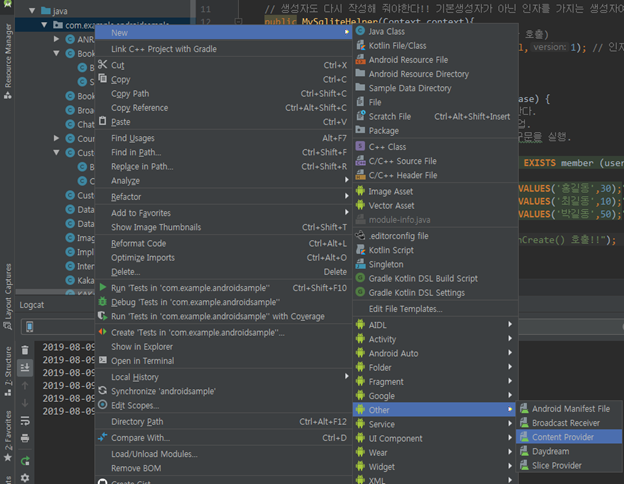 java
com.example.androidsample
ANR
Book
B
S
Book
Broa
Chat
Cour
Custo
B
C
Custo
Data
Data
Imag
Impl
Inter
Kaka
Resource Manager
Layout Captures
Z: Structure
2: Favorites
Logcat
2019-08-09
2019-08-09
2019-08-09
2019-08-09
2019-08-09
2019-08-09
11
12
// 생성자도 다시 작성해 줘야한다!! 기본생성자가 아닌 인자를 가지는 생성자이
public MySqliteHelper(Context context){
호출)
1, version: 1); // 인자
ase) {
다.
업.
구문를 실행.
EXISTS member (use
VALUES('홍길동',30);"
VALUES('최길동',10);"
VALUES('박길동',50);"
nCreate() 호출!!");
New
Link C++ Project with Gradle
Cut Ctrl+X
Copy Ctrl+C
Copy Path Ctrl+Shift+C
Copy Reference Ctrl+Alt+Shift+C
Paste Ctrl+V
Find Usages Alt+F7
Find in Path... Ctrl+Shift+F
Replace in Path... Ctrl+Shift+R
Analyze
Refactor
Add to Favorites
Show Image Thumbnails Ctrl+Shift+T
Reformat Code Ctrl+Alt+L
Optimize Imports Ctrl+Alt+O
Delete... Delete
Run 'Tests in 'com.example.androidsample'' Ctrl+Shift+F10
Debug 'Tests in 'com.example.androidsample''
Run 'Tests in 'com.example.androidsample'' with Coverage
Create 'Tests in 'com.example.androidsample''...
Show in Explorer
Open in Terminal
Local History
Synchronize 'androidsample'
Edit Scopes...
Directory Path Ctrl+Alt+F12
Compare With... Ctrl+D
Load/Unload Modules...
Remove BOM
Create Gist...
Java Class
Kotlin File/Class
Android Resource File
Android Resource Directory
Sample Data Directory
File
Scratch File Ctrl+Alt+Shift+Insert
Package
C++ Class
C/C++ Source File
C/C++ Header File
Image Asset
Vector Asset
module-info.java
.editorconfig file
Kotlin Script
Singleton
Gradle Kotlin DSL Build Script
Gradle Kotlin DSL Settings
Edit File Templates...
AIDL
Activity
Android Auto
Folder
Fragment
Google
Other
Service
UI Component
Wear
Widget
XML
Android Manifest File
Broadcast Receiver
Content Provider
Daydream
Slice Provider